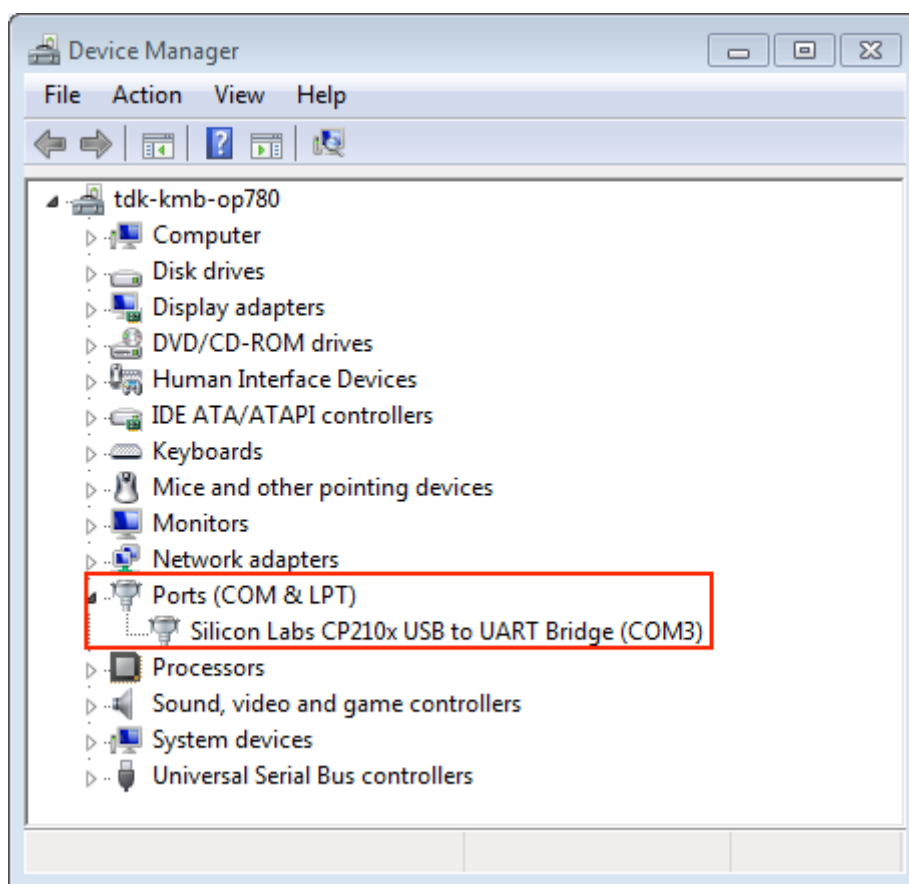 Device Manager
File Action View Help
?
tdk-kmb-op780
Computer
Disk drives
Display adapters
DVD/CD-ROM drives
Human Interface Devices
IDE ATA/ATAPI controllers
Keyboards
Mice and other pointing devices
Monitors
Network adapters
Ports (COM & LPT)
Silicon Labs CP210x USB to UART Bridge (COM3)
Processors
Sound, video and game controllers
System devices
Universal Serial Bus controllers